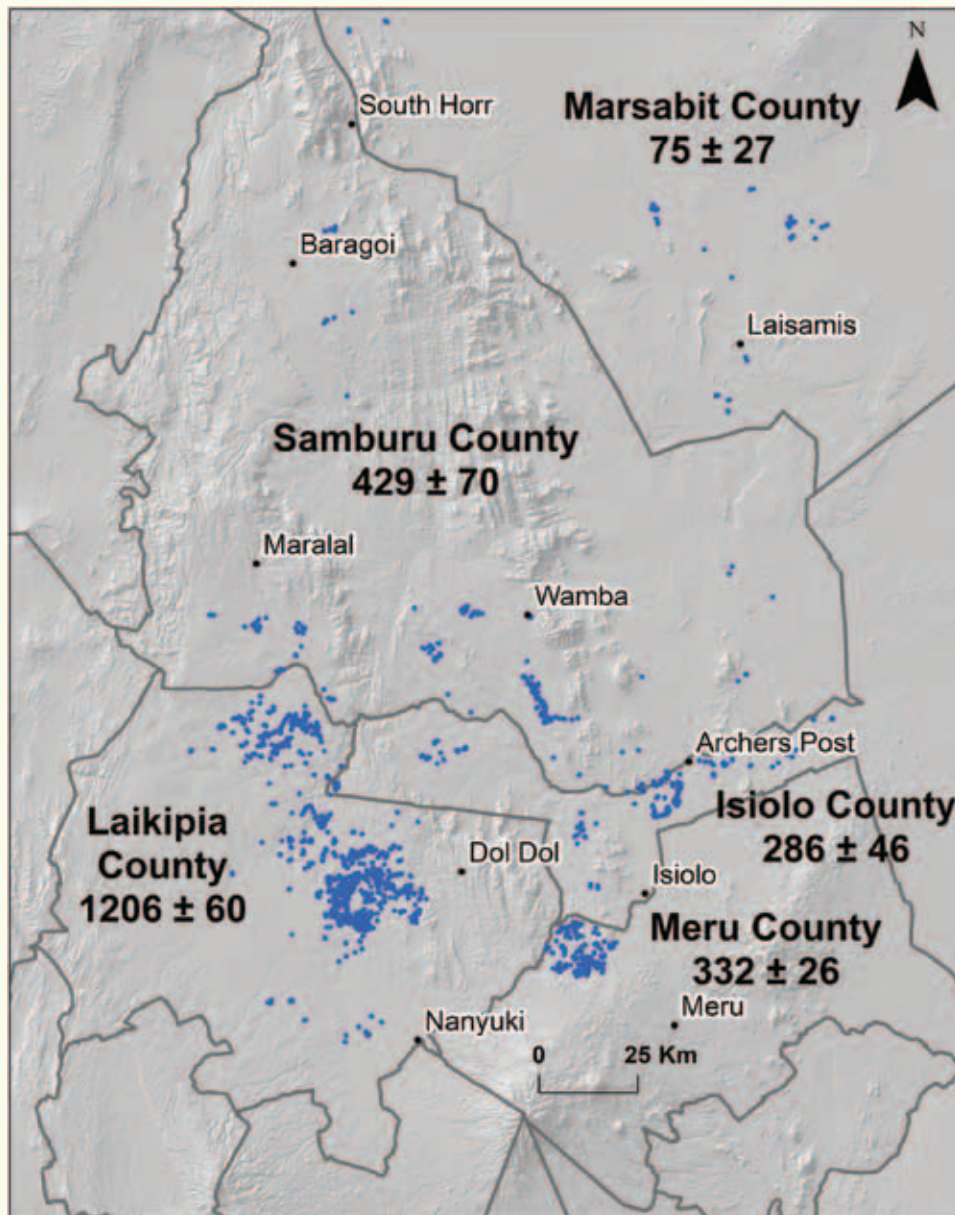 N
South Horr
Marsabit County
75 ± 27
Baragoi
Laisamis
Samburu County
429 ± 70
Maralal
Wamba
Archers Post
Laikipia
County
1206 ± 60
Isiolo County
286 ± 46
Dol Dol
Isiolo
Meru County
332 ± 26
Meru
Nanyuki
0 25 Km